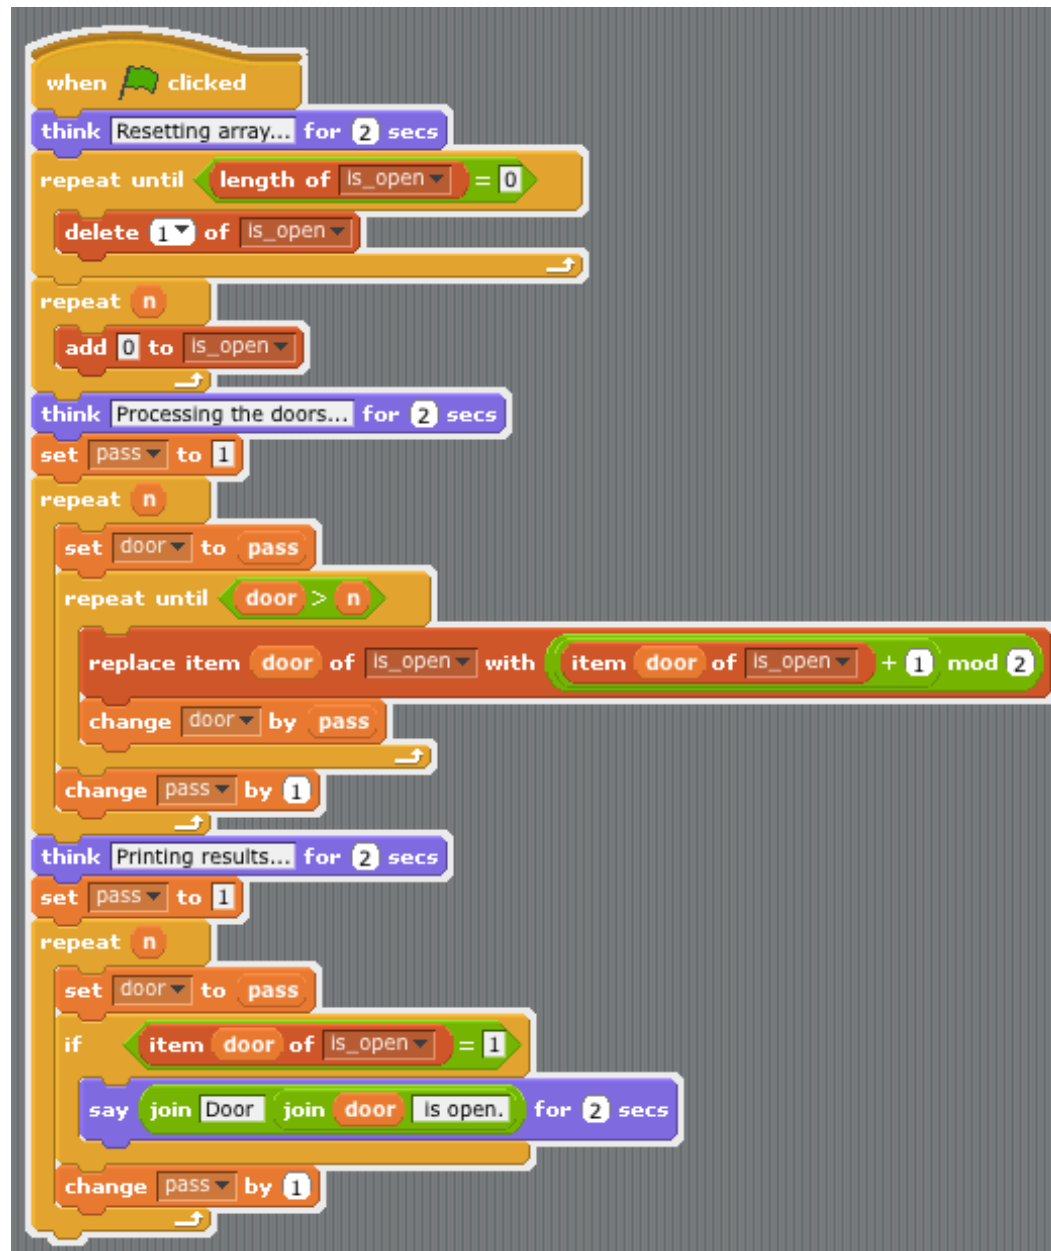 when clicked
think Resetting array... for 2 secs
repeat until length of is_open = 0
delete 1 of is_open
repeat n
add 0 to is_open
think Processing the doors... for 2 secs
set pass to 1
repeat n
set door to pass
repeat until door > n
replace item door of is_open with item door of is_open + 1 mod 2
change door by pass
change pass by 1
think Printing results... for 2 secs
set pass to 1
repeat n
set door to pass
if item door of is_open = 1
say join Door join door is open. for 2 secs
change pass by 1